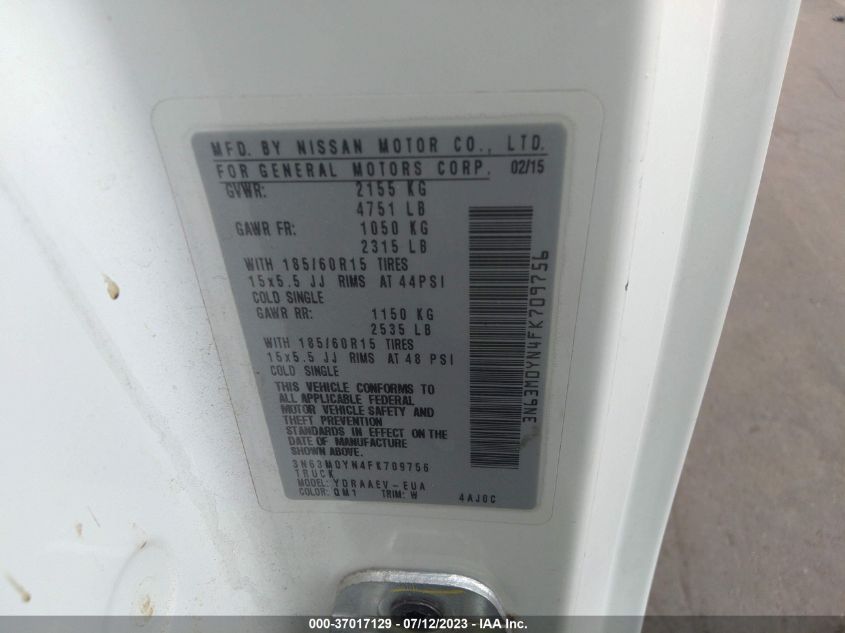 MFD. BY NISSAN MOTOR CO., LTD.
FOR GENERAL MOTORS CORP. 02/15
GVWR: 2155 KG
4751 LB
GAWR FR: 1050 KG
2315 LB
WITH 185/60R15 TIRES
15x5.5 JJ RIMS AT 44PSI
COLD SINGLE
GAWR RR: 1150 KG
2535 LB
WITH 185/60R15 TIRES
15x5.5 JJ RIMS AT 48 PSI
COLD SINGLE
THIS VEHICLE CONFORMS TO
ALL APPLICABLE FEDERAL
MOTOR VEHICLE SAFETY AND
THEFT PREVENTION
STANDARDS IN EFFECT ON THE
DATE OF MANUFACTURE
SHOWN ABOVE.
3N63M0YN4FK709756
TRUCK
MODEL: YDRAAEV-EUA
COLOR: QM1 TRIM: W 4AJ0C
3N63M0YN4FK709756
000-37017129 - 07/12/2023 - Copyright © IAA, Inc.